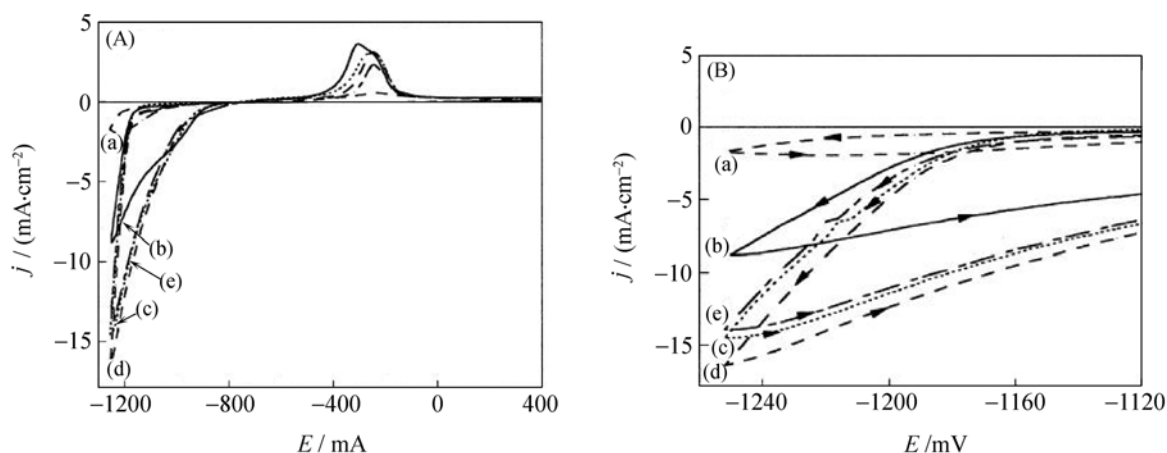 (A)
5
0
−5
−10
−15
j / (mA·cm⁻²)
(a)
(b)
(e)
(c)
(d)
−1200
−800
−400
0
400
E / mA
(B)
5
0
−5
−10
−15
j / (mA·cm⁻²)
(a)
(b)
(e)
(c)
(d)
−1240
−1200
−1160
−1120
E /mV